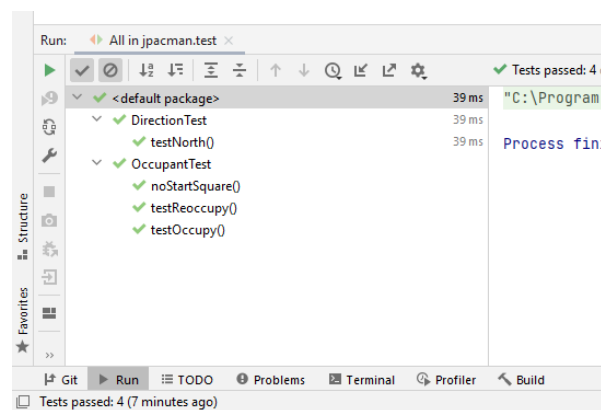 Run: All in jpacman.test
Tests passed: 4
<default package> 39 ms "C:\Program
DirectionTest 39 ms
testNorth() 39 ms Process fin
OccupantTest
noStartSquare()
testReoccupy()
testOccupy()
Structure
Favorites
Git Run TODO Problems Terminal Profiler Build
Tests passed: 4 (7 minutes ago)